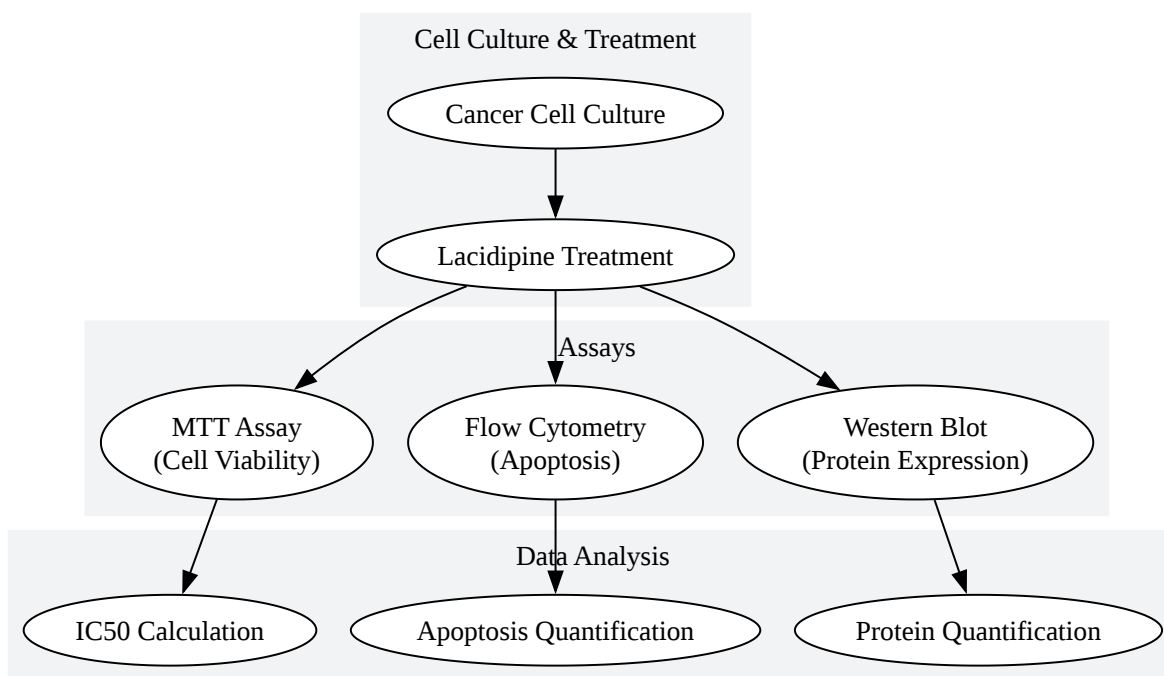 Cell Culture & Treatment
Cancer Cell Culture
Lacidipine Treatment
Assays
MTT Assay
(Cell Viability)
Flow Cytometry
(Apoptosis)
Western Blot
(Protein Expression)
Data Analysis
IC50 Calculation
Apoptosis Quantification
Protein Quantification